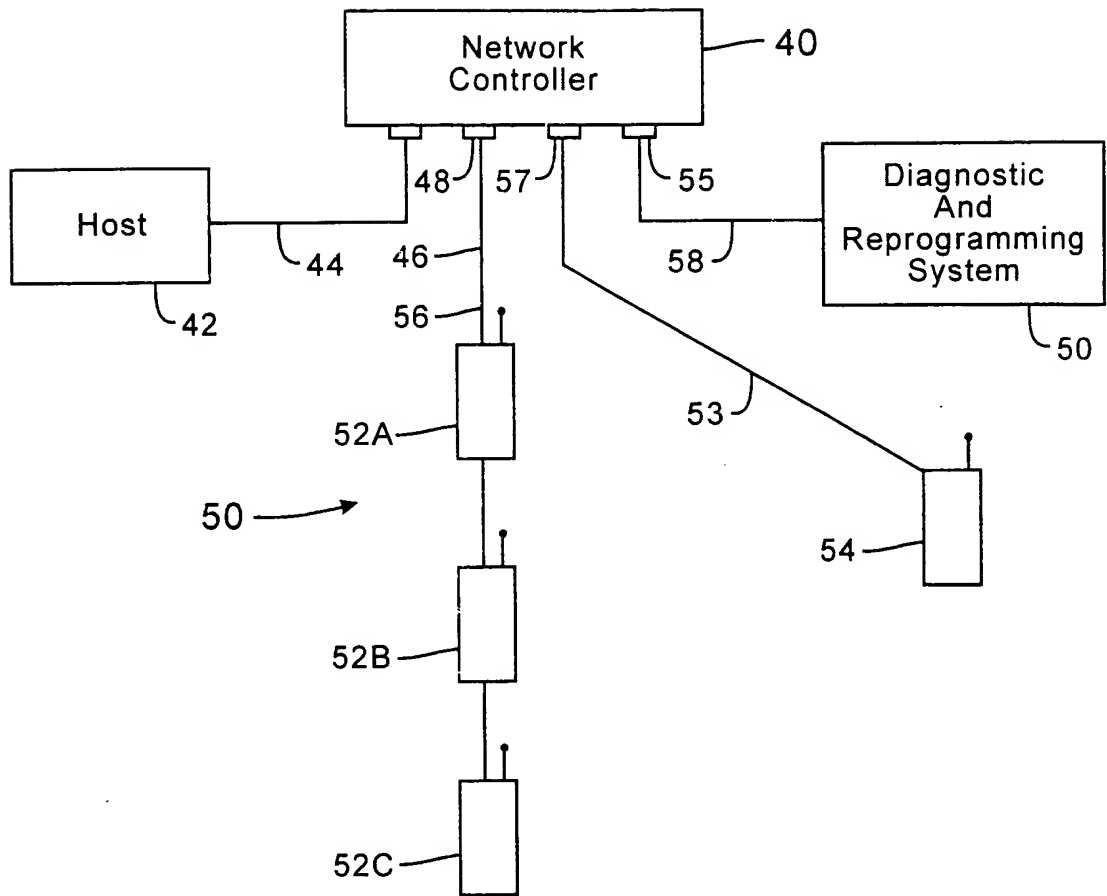 Network
Controller
40
Host
48
57
55
Diagnostic
And
Reprogramming
System
44
46
58
42
56
50
53
52A
50
54
52B
52C